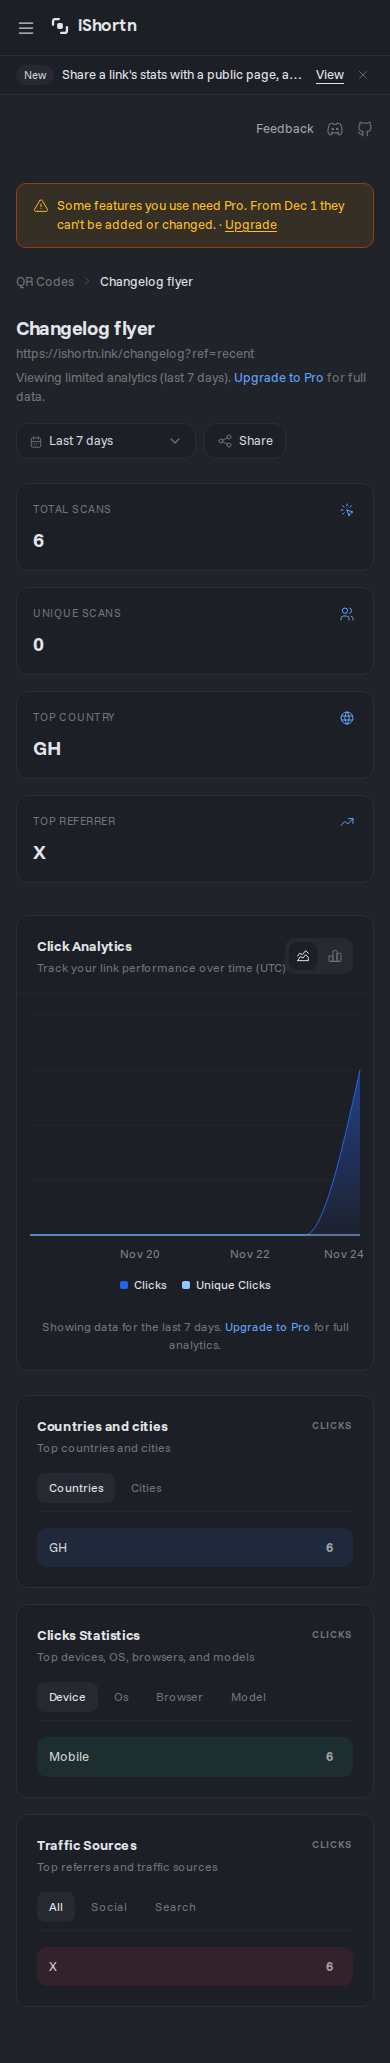 iShortn
New
Share a link's stats with a public page, a...
View
Feedback
Some features you use need Pro. From Dec 1 they
can't be added or changed. · Upgrade
QR Codes
Changelog flyer
Changelog flyer
https://ishortn.ink/changelog?ref=recent
Viewing limited analytics (last 7 days). Upgrade to Pro for full
data.
Last 7 days
Share
TOTAL SCANS
6
UNIQUE SCANS
0
TOP COUNTRY
GH
TOP REFERRER
X
Click Analytics
Track your link performance over time (UTC)
Nov 20
Nov 22
Nov 24
Clicks
Unique Clicks
Showing data for the last 7 days. Upgrade to Pro for full
analytics.
Countries and cities
CLICKS
Top countries and cities
Countries
Cities
GH
6
Clicks Statistics
CLICKS
Top devices, OS, browsers, and models
Device
Os
Browser
Model
Mobile
6
Traffic Sources
CLICKS
Top referrers and traffic sources
All
Social
Search
X
6